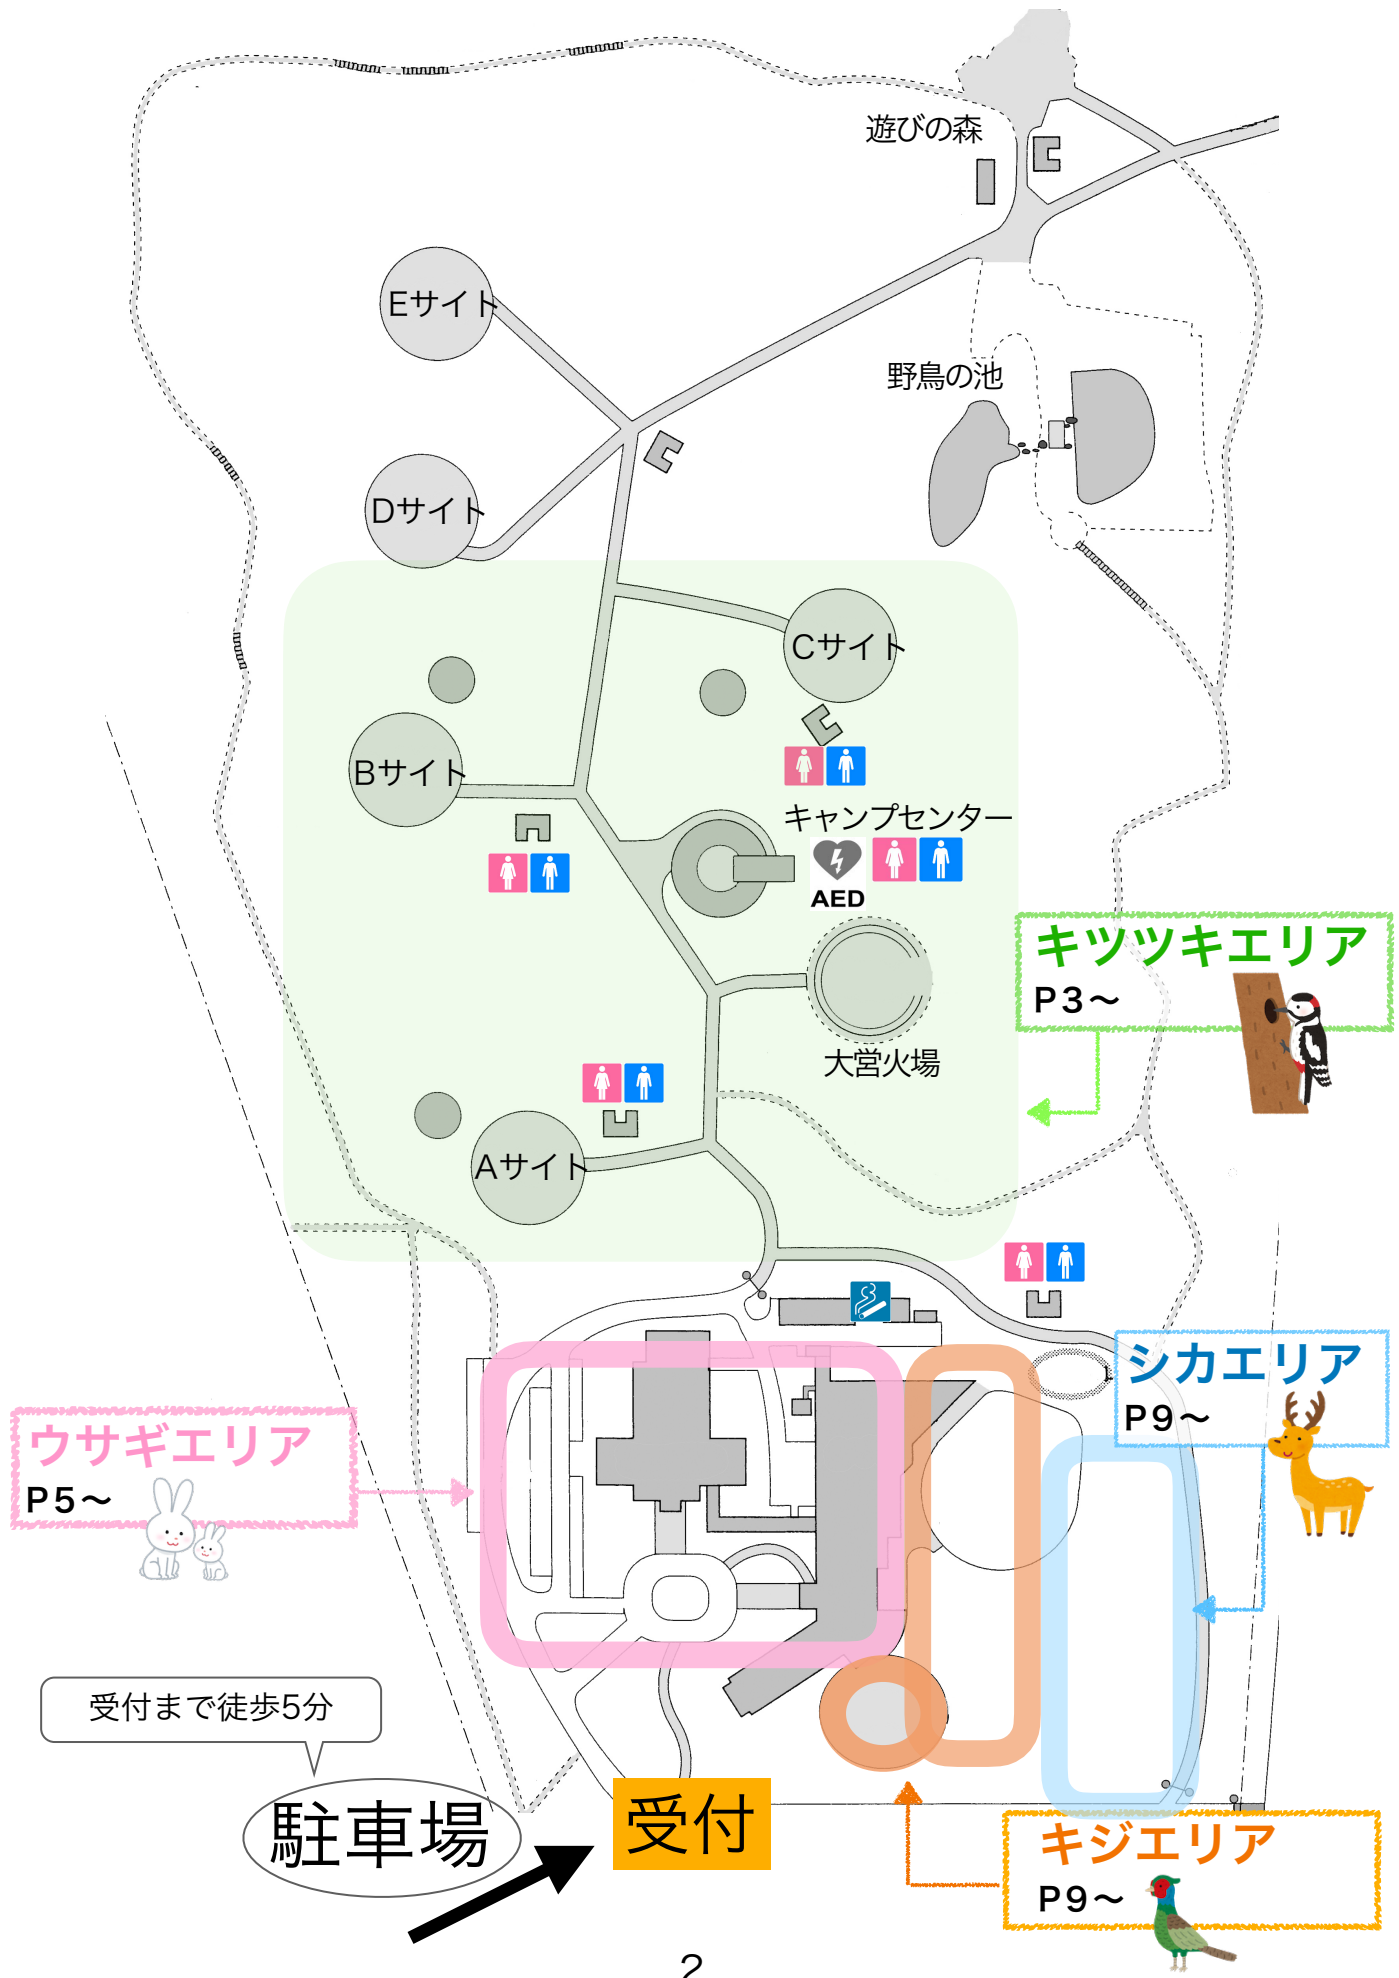 遊びの森
Eサイト
野鳥の池
Dサイト
Cサイト
Bサイト
キャンプセンター
AED
キツツキエリア
P3〜
大営火場
Aサイト
シカエリア
P9〜
ウサギエリア
P5〜
受付まで徒歩5分
駐車場
受付
キジエリア
P9〜
2